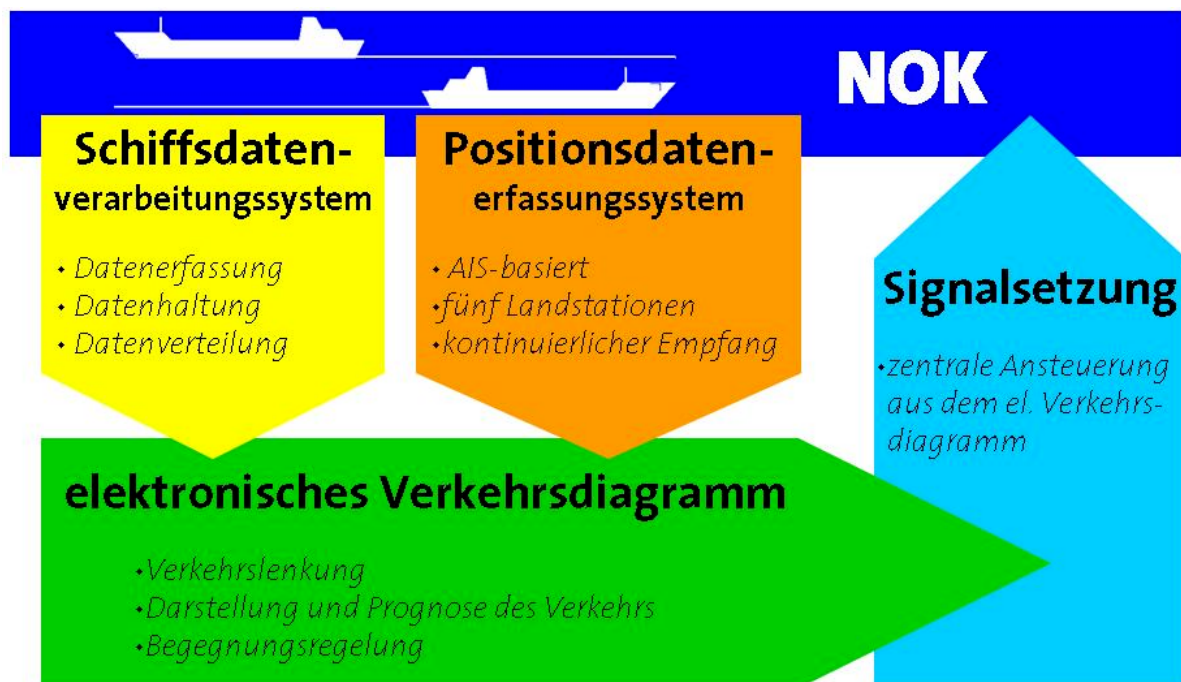 NOK
Schiffsdaten-
verarbeitungssystem
• Datenerfassung
• Datenhaltung
• Datenverteilung
Positionsdaten-
erfassungssystem
• AIS-basiert
•fünf Landstationen
•kontinuierlicher Empfang
Signalsetzung
•zentrale Ansteuerung
aus dem el. Verkehrs-
diagramm
elektronisches Verkehrsdiagramm
•Verkehrslenkung
•Darstellung und Prognose des Verkehrs
•Begegnungsregelung